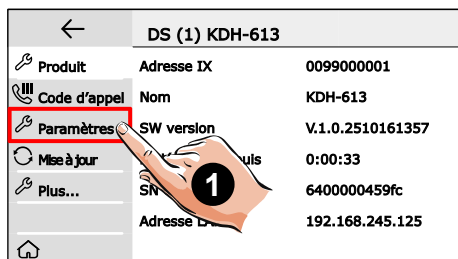 DS (1) KDH-613
Produit
Adresse IX 0099000001
Code d'appel
Nom KDH-613
Paramètres
SW version V.1.0.2510161357
Mise à jour
uis 0:00:33
Plus...
SN 6400000459fc
Adresse 192.168.245.125
1